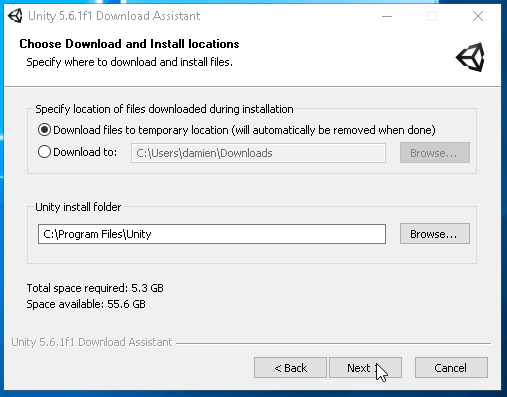 Unity 5.6.1f1 Download Assistant
Choose Download and Install locations
Specify where to download and install files.
Specify location of files downloaded during installation
Download files to temporary location (will automatically be removed when done)
Download to: C:\Users\damien\Downloads Browse...
Unity install folder
C:\Program Files\Unity Browse...
Total space required: 5.3 GB
Space available: 55.6 GB
Unity 5.6.1f1 Download Assistant
< Back Next > Cancel